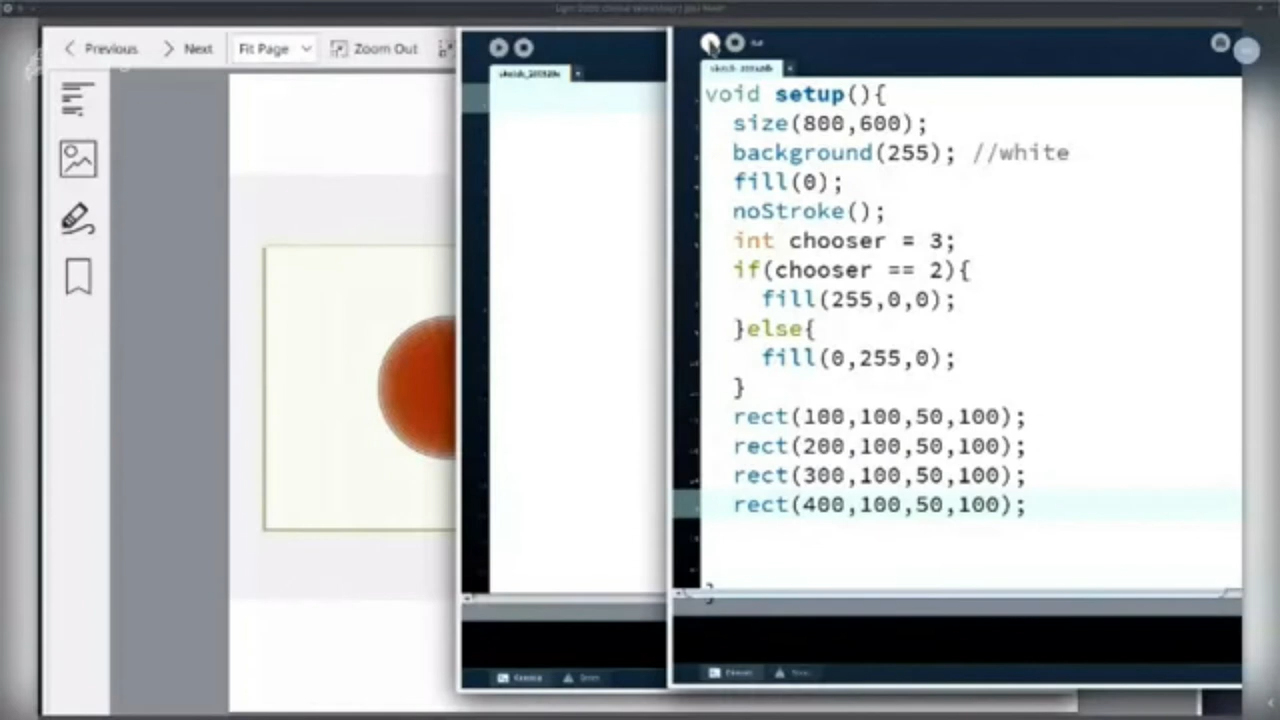 Previous
Next
Fit Page
Zoom Out
void setup(){
size(800,600);
background(255); //white
fill(0);
noStroke();
int chooser = 3;
if(chooser == 2){
fill(255,0,0);
}else{
fill(0,255,0);
}
rect(100,100,50,100);
rect(200,100,50,100);
rect(300,100,50,100);
rect(400,100,50,100);
}
Console
Errors